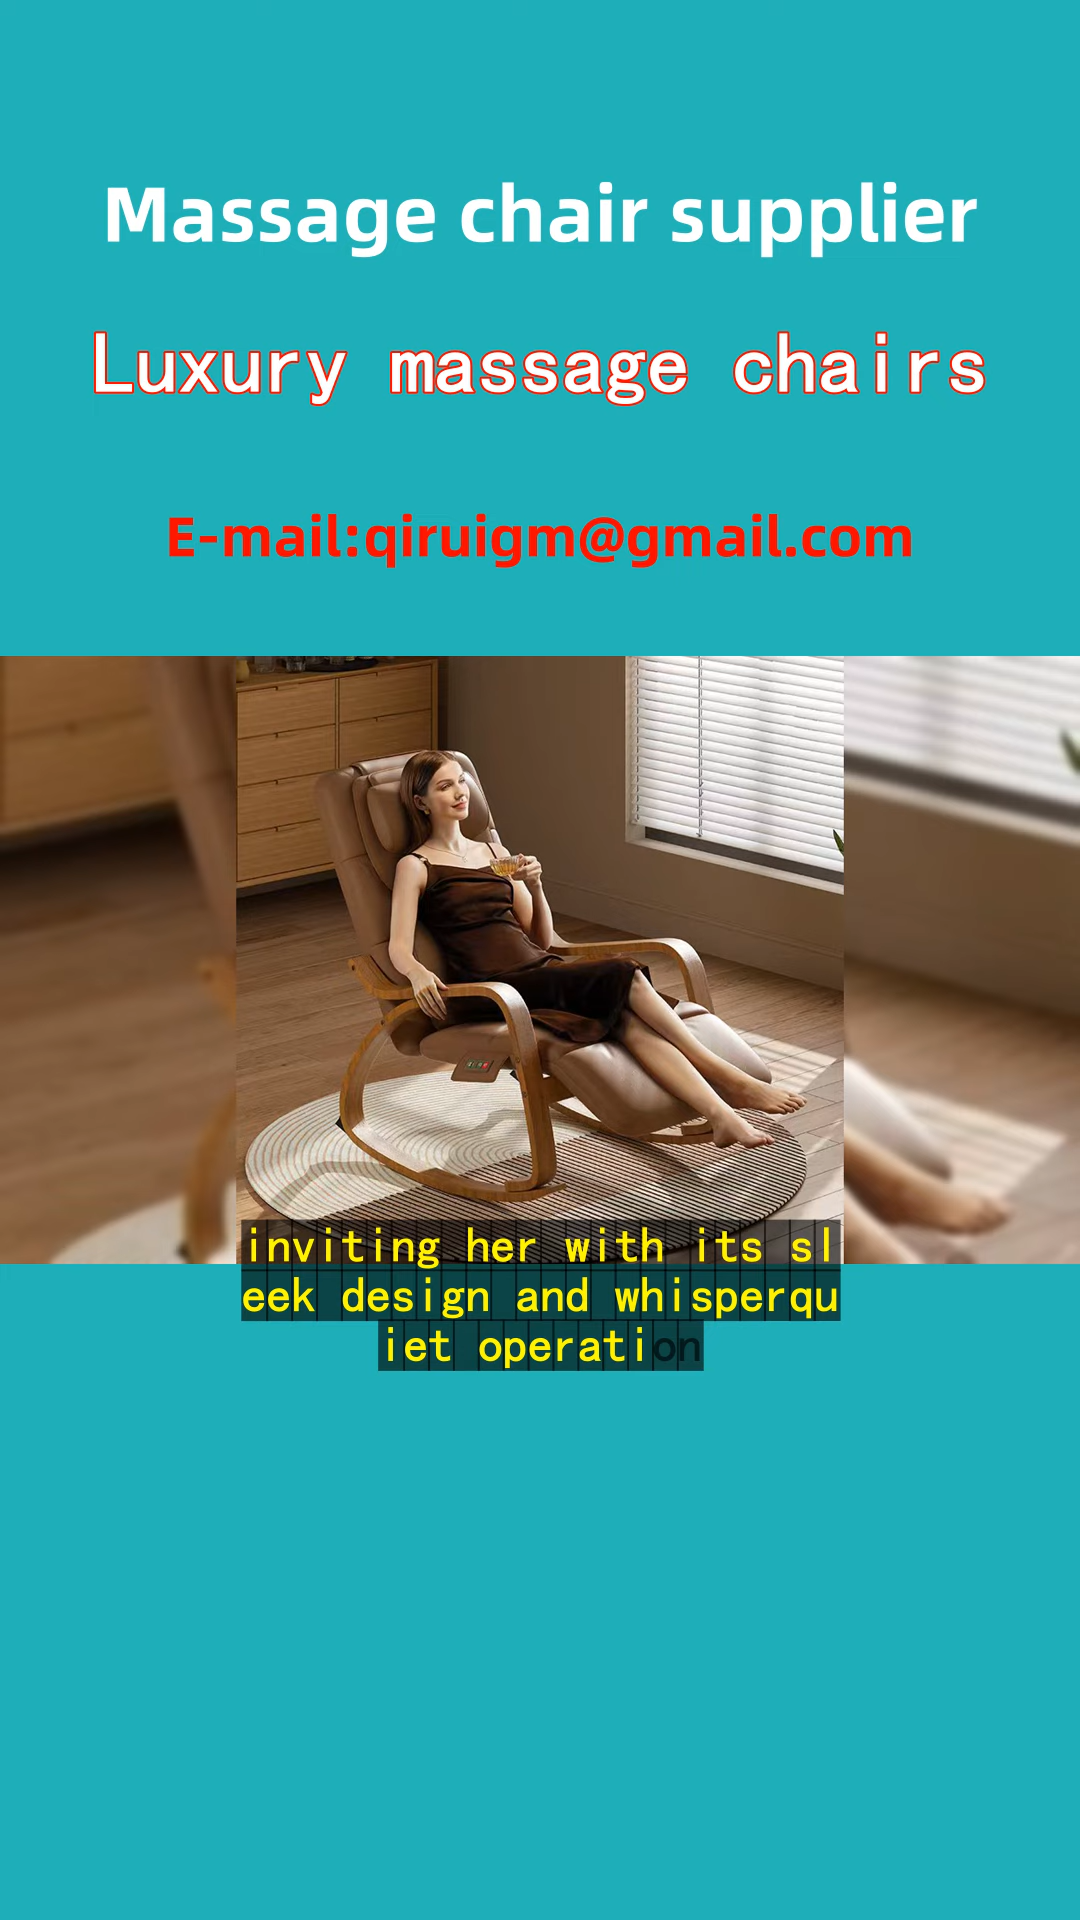 Massage chair supplier
Luxury massage chairs
E-mail:qiruigm@gmail.com
inviting her with its sl
eek design and whisperqu
iet operation